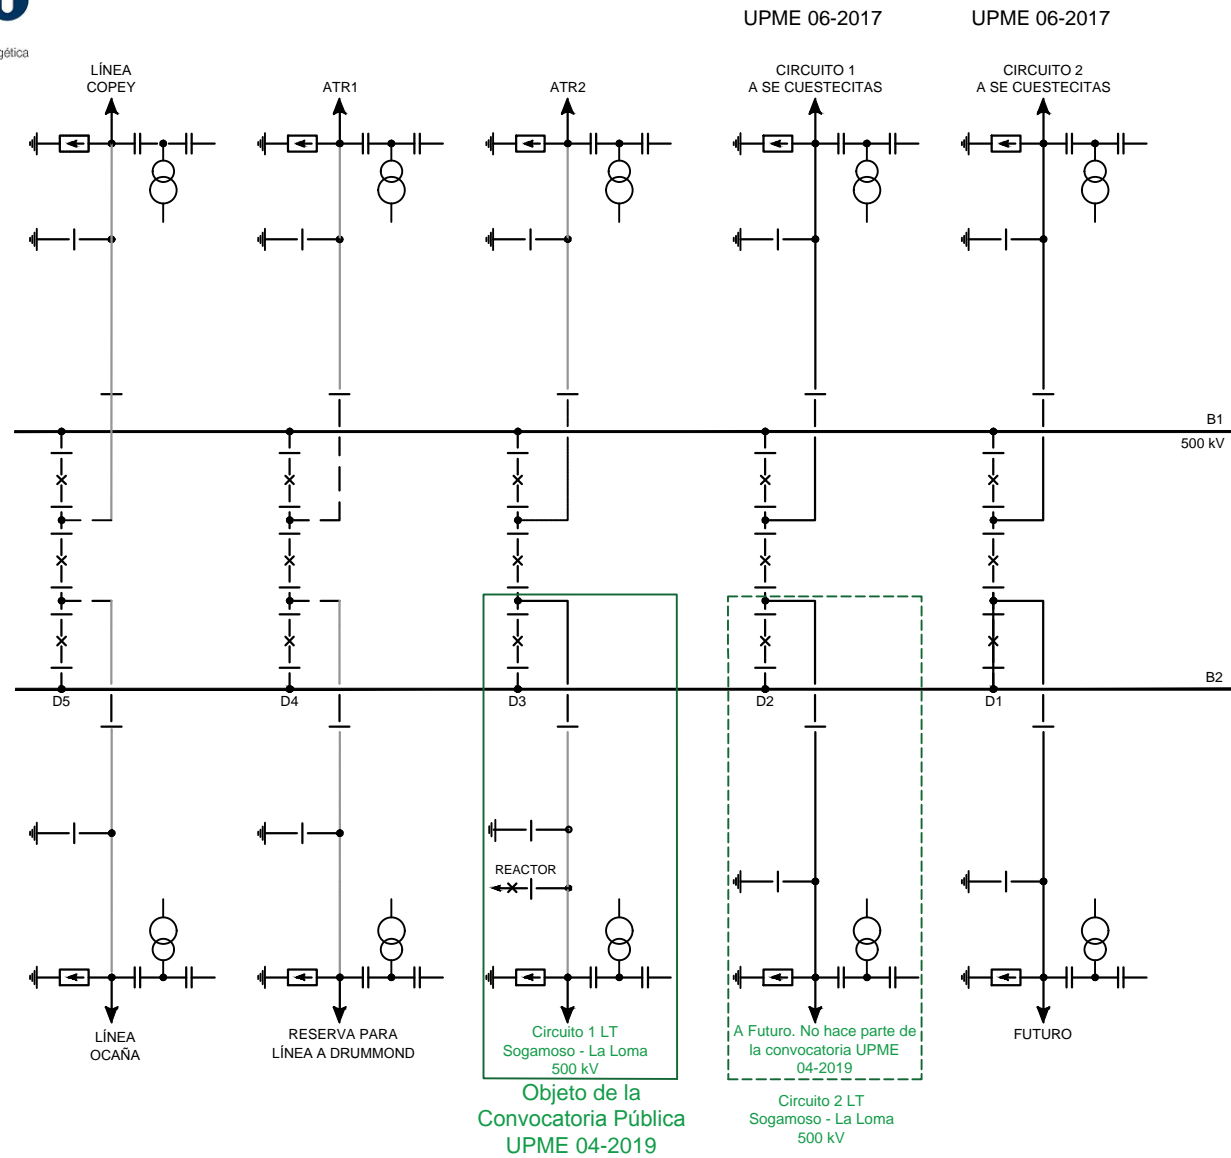 UPME 06-2017
UPME 06-2017
gética
LÍNEA
COPEY
ATR1
ATR2
CIRCUITO 1
A SE CUESTECITAS
CIRCUITO 2
A SE CUESTECITAS
B1
500 kV
B2
D5
D4
D3
D2
D1
REACTOR
LÍNEA
OCAÑA
RESERVA PARA
LÍNEA A DRUMMOND
Circuito 1 LT
Sogamoso - La Loma
500 kV
A Futuro. No hace parte de
la convocatoria UPME
04-2019
FUTURO
Objeto de la
Convocatoria Pública
UPME 04-2019
Circuito 2 LT
Sogamoso - La Loma
500 kV